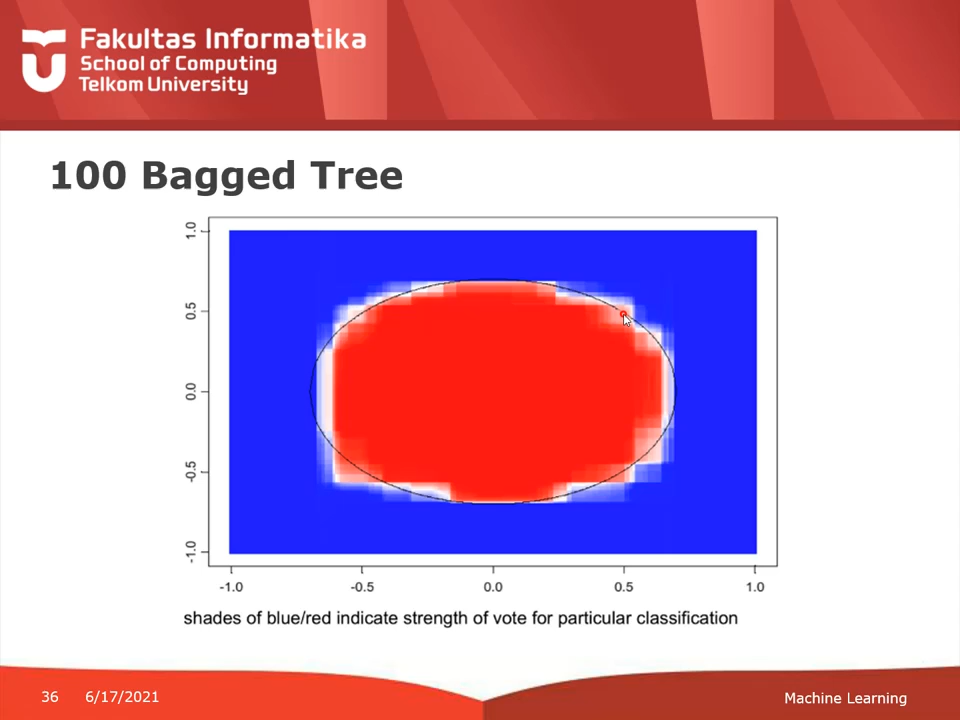 Fakultas Informatika
School of Computing
Telkom University
100 Bagged Tree
1.0
0.5
0.0
-0.5
-1.0
-1.0 -0.5 0.0 0.5 1.0
shades of blue/red indicate strength of vote for particular classification
36 6/17/2021 Machine Learning